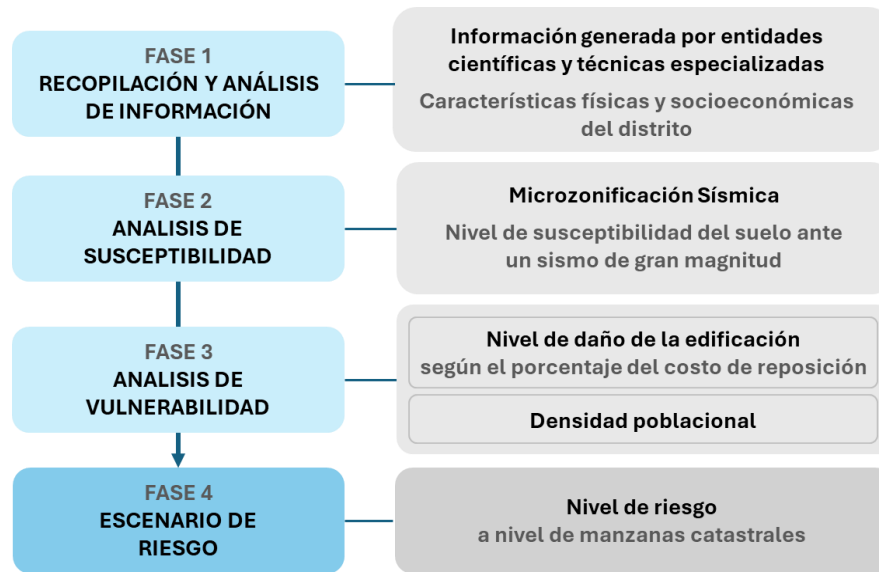 FASE 1
RECOPILACIÓN Y ANÁLISIS
DE INFORMACIÓN
Información generada por entidades
científicas y técnicas especializadas
Características físicas y socioeconómicas
del distrito
FASE 2
ANALISIS DE
SUSCEPTIBILIDAD
Microzonificación Sísmica
Nivel de susceptibilidad del suelo ante
un sismo de gran magnitud
FASE 3
ANALISIS DE
VULNERABILIDAD
Nivel de daño de la edificación
según el porcentaje del costo de reposición
Densidad poblacional
FASE 4
ESCENARIO DE
RIESGO
Nivel de riesgo
a nivel de manzanas catastrales